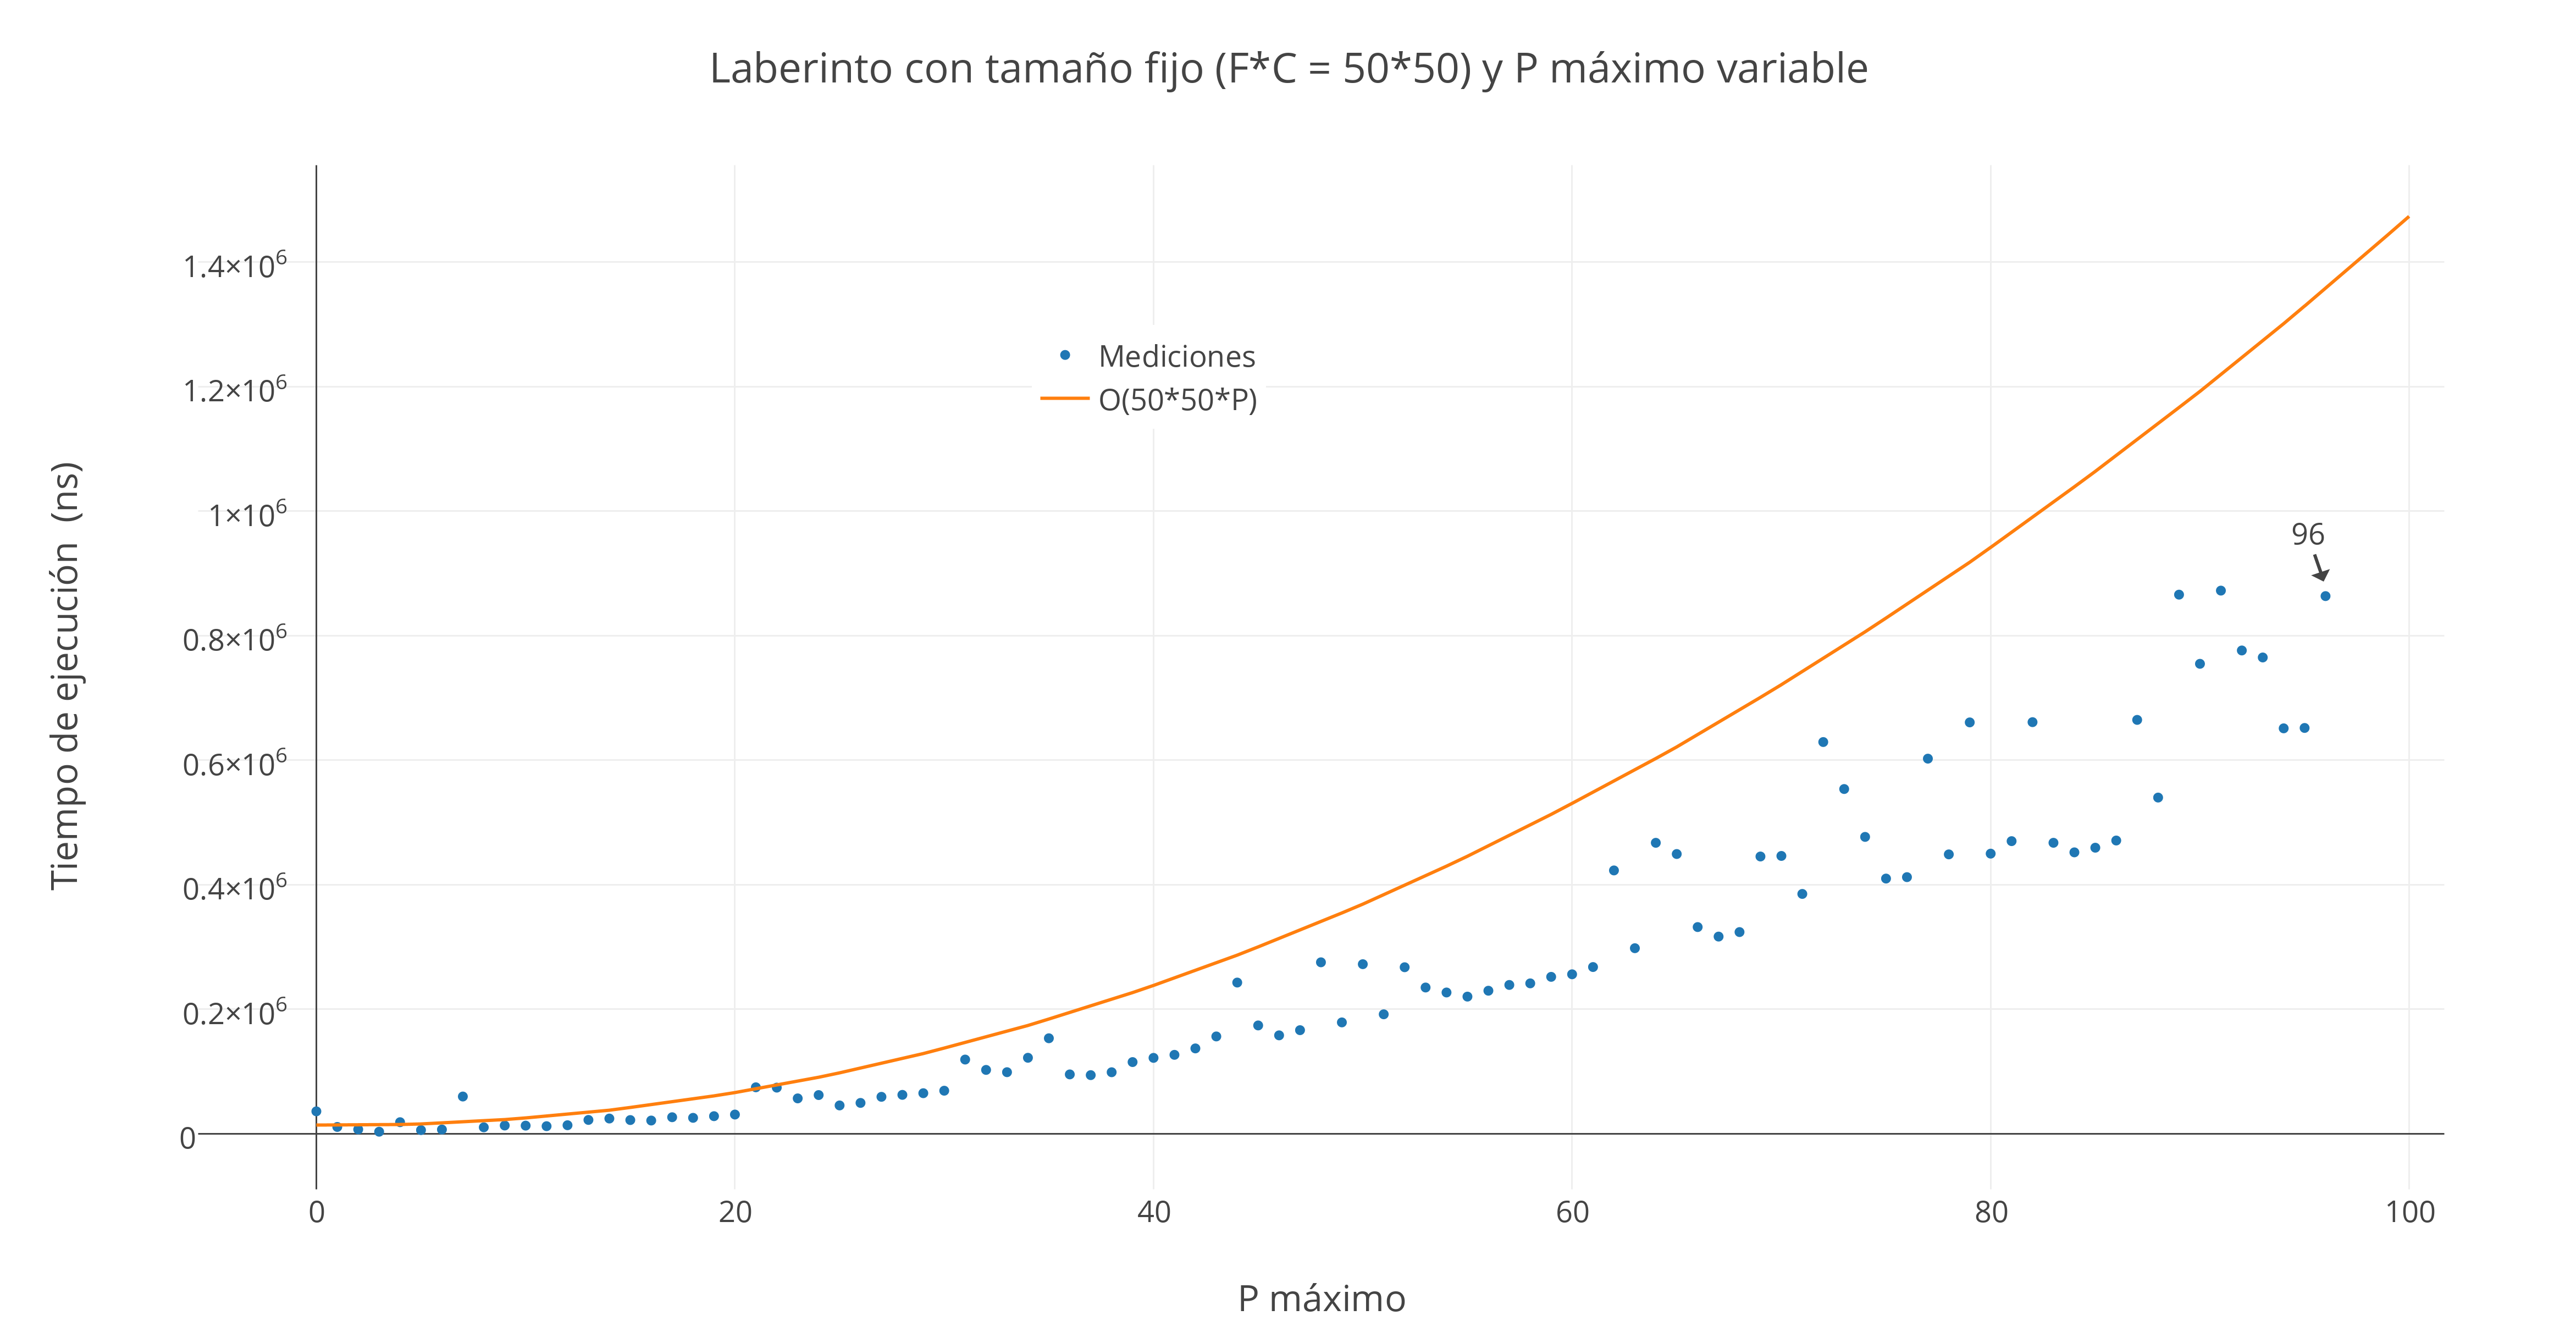 Laberinto con tamaño fijo (F*C = 50*50) y P máximo variable
1.4×10⁶
1.2×10⁶
1×10⁶
0.8×10⁶
0.6×10⁶
0.4×10⁶
0.2×10⁶
0
Tiempo de ejecución (ns)
Mediciones
O(50*50*P)
96
0 20 40 60 80 100
P máximo